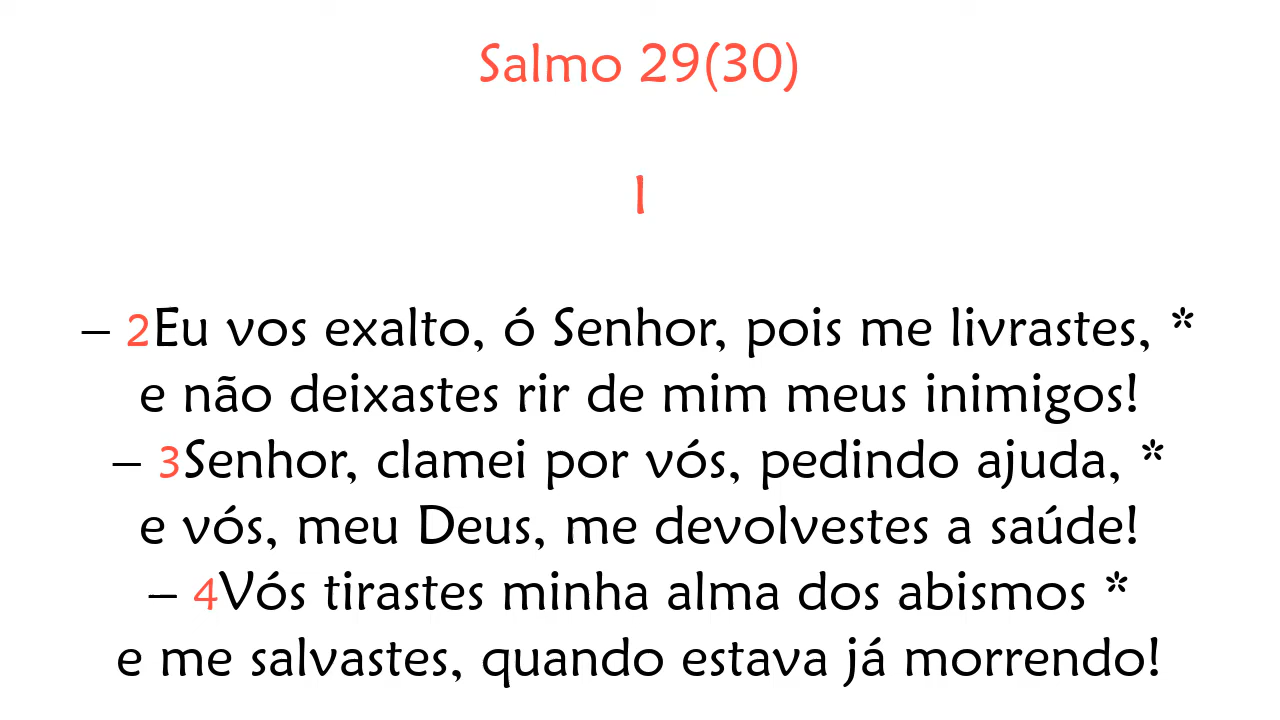 Salmo 29(30)
I
– 2Eu vos exalto, ó Senhor, pois me livrastes, *
e não deixastes rir de mim meus inimigos!
– 3Senhor, clamei por vós, pedindo ajuda, *
e vós, meu Deus, me devolvestes a saúde!
– 4Vós tirastes minha alma dos abismos *
e me salvastes, quando estava já morrendo!